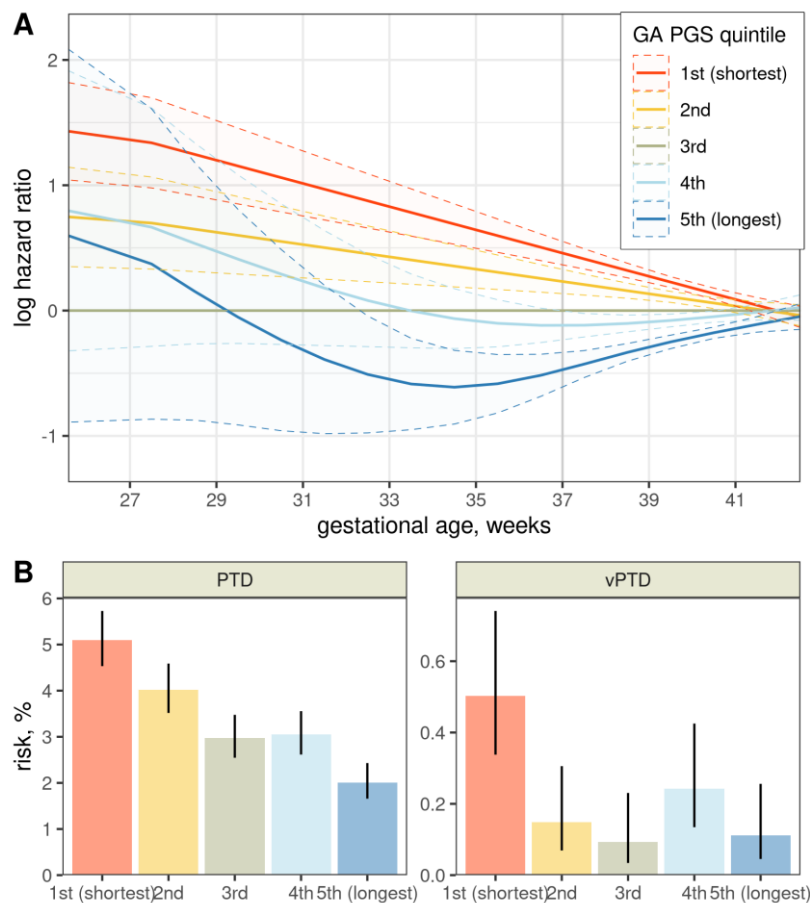 A
GA PGS quintile
1st (shortest)
2nd
3rd
4th
5th (longest)
log hazard ratio
2
1
0
-1
27 29 31 33 35 37 39 41
gestational age, weeks
B
PTD vPTD
risk, %
6
5
4
3
2
1
0
0.6
0.4
0.2
0.0
1st (shortest) 2nd 3rd 4th 5th (longest) 1st (shortest) 2nd 3rd 4th 5th (longest)